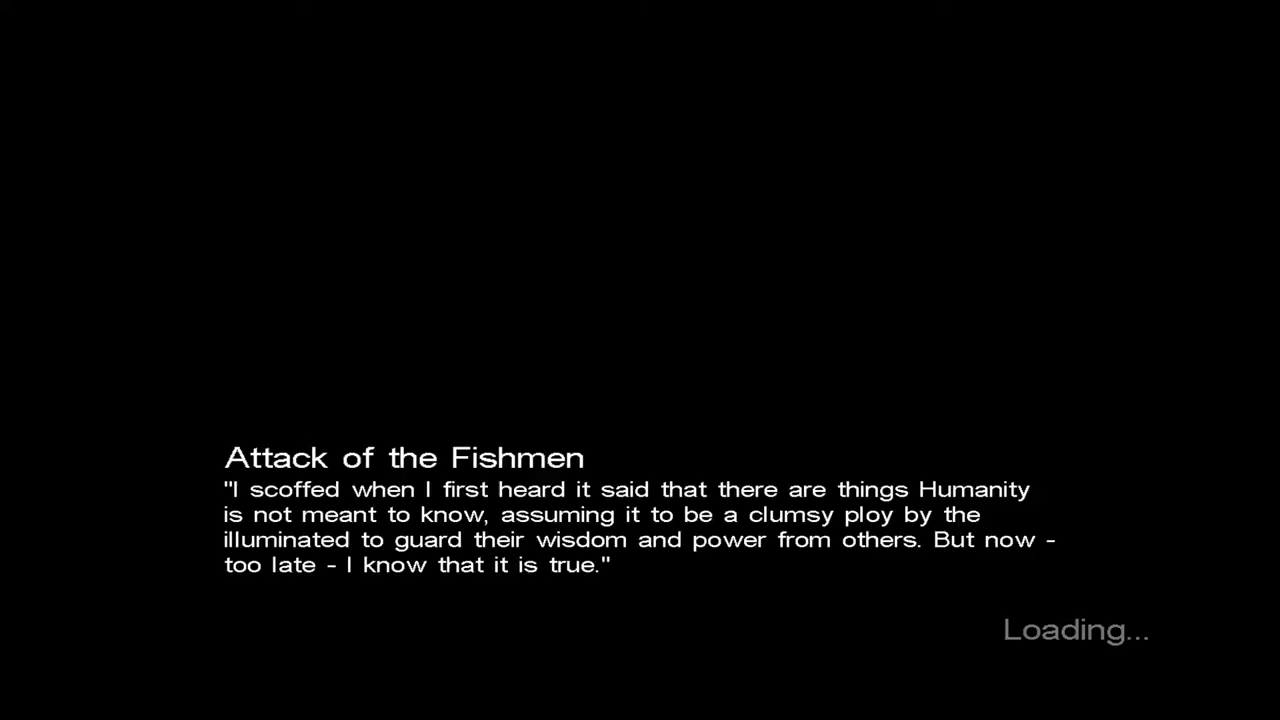 Attack of the Fishmen
"I scoffed when I first heard it said that there are things Humanity
is not meant to know, assuming it to be a clumsy ploy by the
illuminated to guard their wisdom and power from others. But now -
too late - I know that it is true."
Loading...